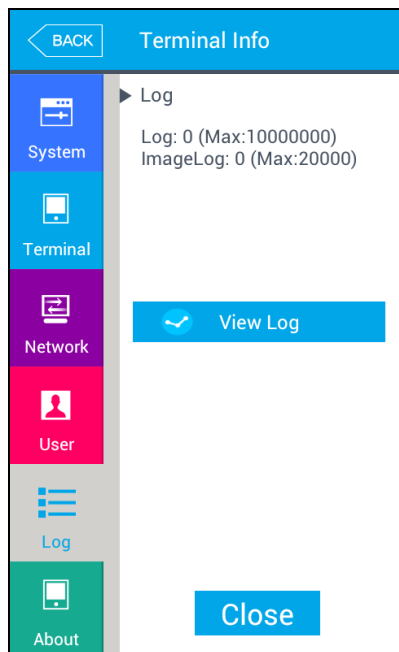 BACK
Terminal Info
System
Terminal
Network
User
Log
About
Log
Log: 0 (Max:10000000)
ImageLog: 0 (Max:20000)
View Log
Close